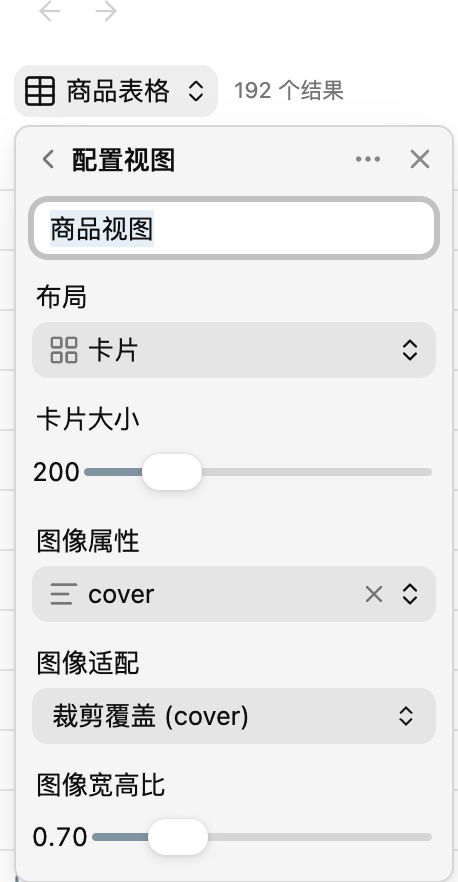 商品表格 192 个结果
配置视图
商品视图
布局
卡片
卡片大小
200
图像属性
cover
图像适配
裁剪覆盖 (cover)
图像宽高比
0.70